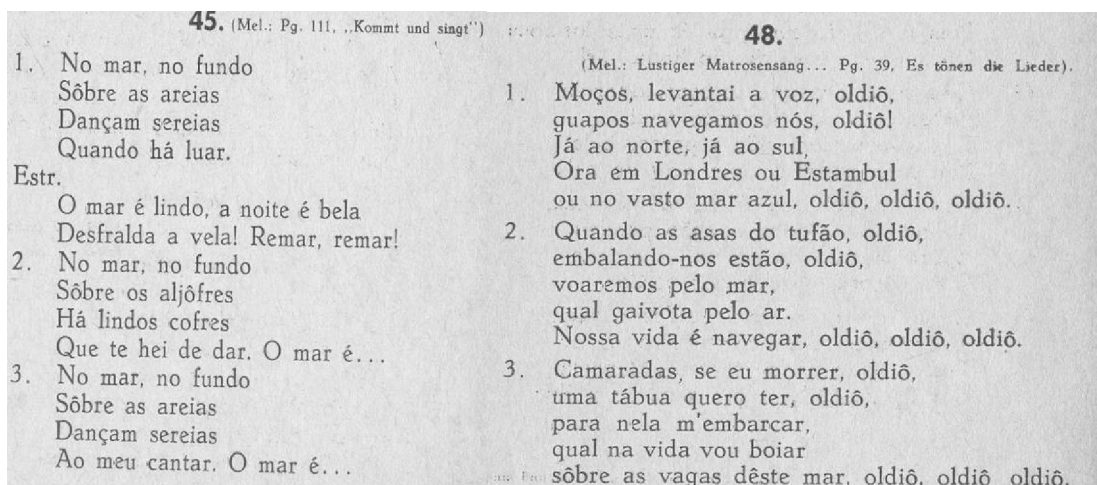 45. (Mel.: Pg. 111, „Kommt und singt")
1. No mar, no fundo
Sôbre as areias
Dançam sereias
Quando há luar.
Estr.
O mar é lindo, a noite é bela
Desfralda a vela! Remar, remar!
2. No mar, no fundo
Sôbre os aljôfres
Há lindos cofres
Que te hei de dar. O mar é...
3. No mar, no fundo
Sôbre as areias
Dançam sereias
Ao meu cantar. O mar é...
48.
(Mel.: Lustiger Matrosensang... Pg. 39, Es tönen die Lieder).
1. Moços, levantai a voz, oldiô,
guapos navegamos nós, oldiô!
Já ao norte, já ao sul,
Ora em Londres ou Estambul
ou no vasto mar azul, oldiô, oldiô, oldiô.
2. Quando as asas do tufão, oldiô,
embalando-nos estão, oldiô,
voaremos pelo mar,
qual gaivota pelo ar.
Nossa vida é navegar, oldiô, oldiô, oldiô.
3. Camaradas, se eu morrer, oldiô,
uma tábua quero ter, oldiô,
para nela m'embarcar,
qual na vida vou boiar
sôbre as vagas dêste mar, oldiô, oldiô oldiô.